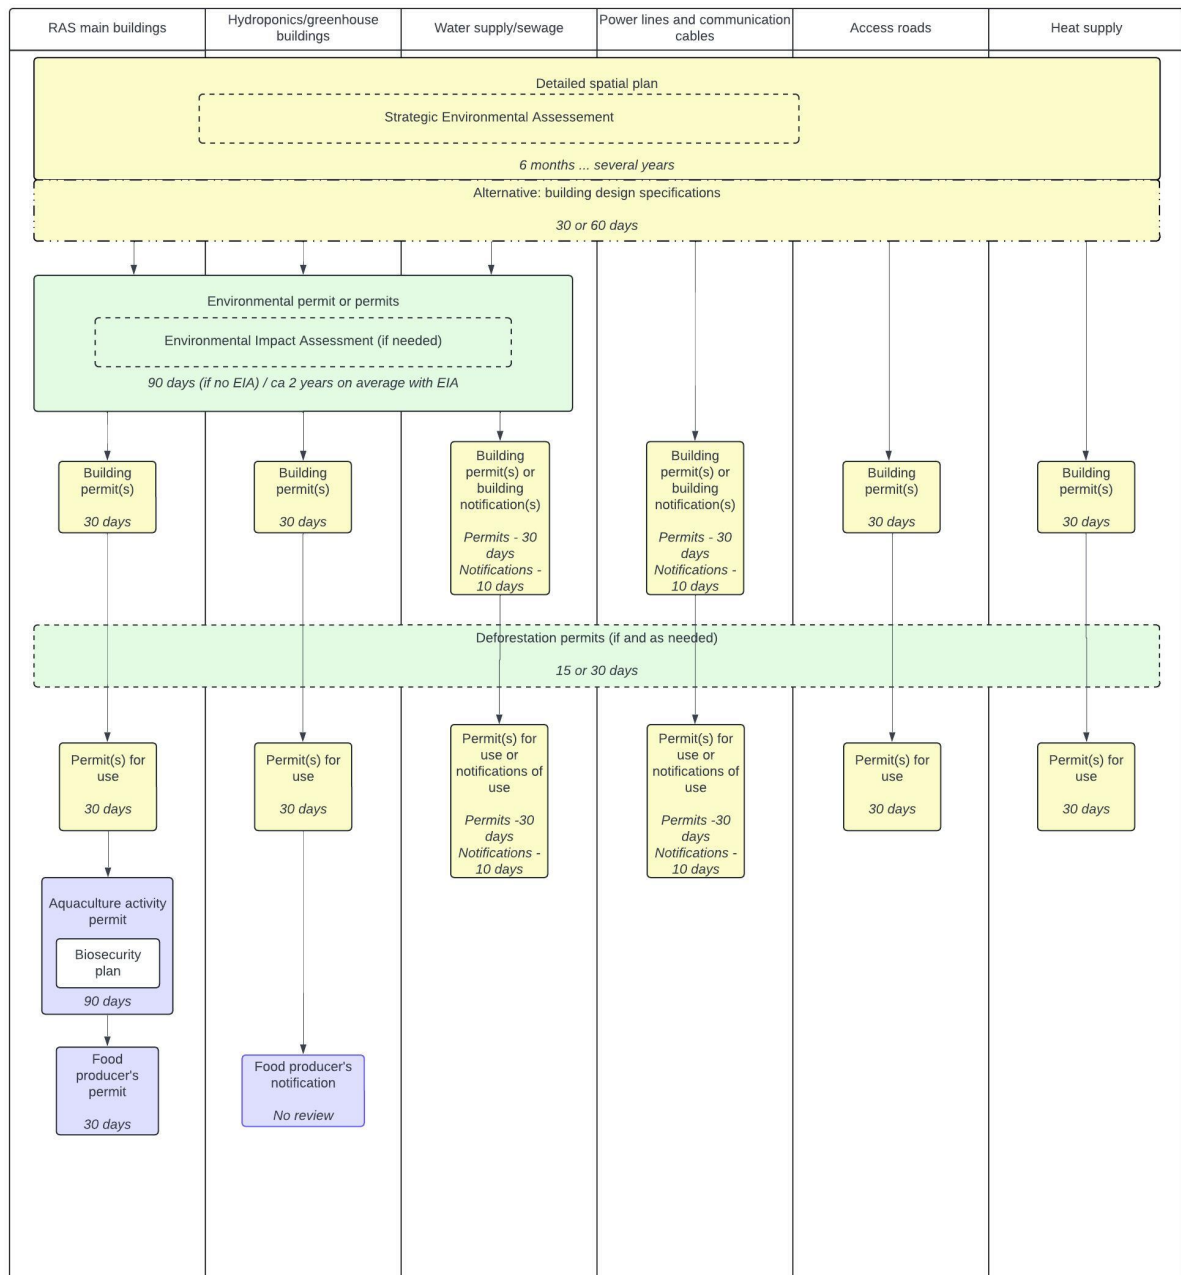 RAS main buildings
Hydroponics/greenhouse
buildings
Water supply/sewage
Power lines and communication
cables
Access roads
Heat supply
Detailed spatial plan
Strategic Environmental Assessement
6 months ... several years
Alternative: building design specifications
30 or 60 days
Environmental permit or permits
Environmental Impact Assessment (if needed)
90 days (if no EIA) / ca 2 years on average with EIA
Building
permit(s)
30 days
Building
permit(s)
30 days
Building
permit(s) or
building
notification(s)
Permits - 30
days
Notifications -
10 days
Building
permit(s) or
building
notification(s)
Permits - 30
days
Notifications -
10 days
Building
permit(s)
30 days
Building
permit(s)
30 days
Deforestation permits (if and as needed)
15 or 30 days
Permit(s) for
use
30 days
Permit(s) for
use
30 days
Permit(s) for
use or
notifications of
use
Permits -30
days
Notifications -
10 days
Permit(s) for
use or
notifications of
use
Permits -30
days
Notifications -
10 days
Permit(s) for
use
30 days
Permit(s) for
use
30 days
Aquaculture activity
permit
Biosecurity
plan
90 days
Food
producer's
permit
30 days
Food producer's
notification
No review